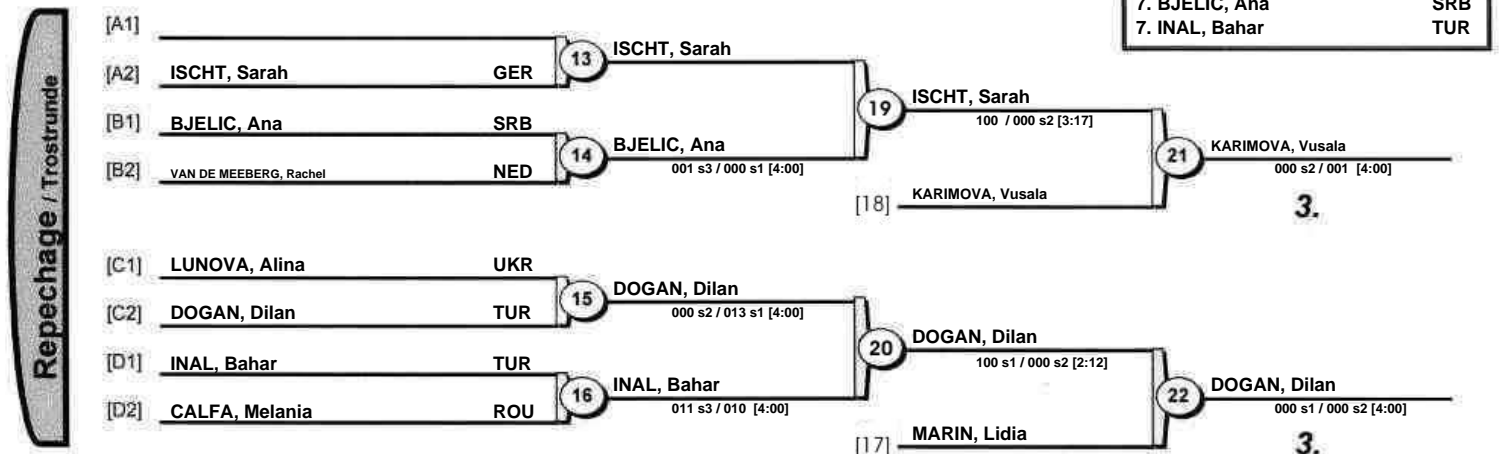 7. BJELIC, Ana SRB
7. INAL, Bahar TUR
Repechage / Trostrunde
[A1]
13 ISCHT, Sarah
[A2] ISCHT, Sarah GER
19 ISCHT, Sarah
100 / 000 s2 [3:17]
[B1] BJELIC, Ana SRB
14 BJELIC, Ana
001 s3 / 000 s1 [4:00]
21 KARIMOVA, Vusala
000 s2 / 001 [4:00]
[B2] VAN DE MEEBERG, Rachel NED
[18] KARIMOVA, Vusala
3.
[C1] LUNOVA, Alina UKR
15 DOGAN, Dilan
000 s2 / 013 s1 [4:00]
[C2] DOGAN, Dilan TUR
20 DOGAN, Dilan
100 s1 / 000 s2 [2:12]
[D1] INAL, Bahar TUR
16 INAL, Bahar
011 s3 / 010 [4:00]
22 DOGAN, Dilan
000 s1 / 000 s2 [4:00]
[D2] CALFA, Melania ROU
[17] MARIN, Lidia
3.